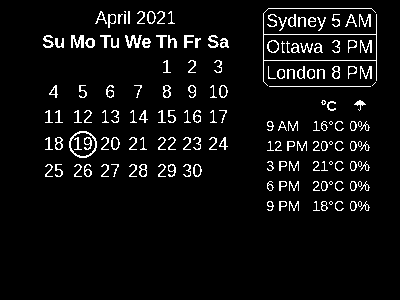 April 2021
Su Mo Tu We Th Fr Sa
1 2 3
4 5 6 7 8 9 10
11 12 13 14 15 16 17
18 19 20 21 22 23 24
25 26 27 28 29 30
Sydney 5 AM
Ottawa 3 PM
London 8 PM
°C ☂
9 AM 16°C 0%
12 PM 20°C 0%
3 PM 21°C 0%
6 PM 20°C 0%
9 PM 18°C 0%